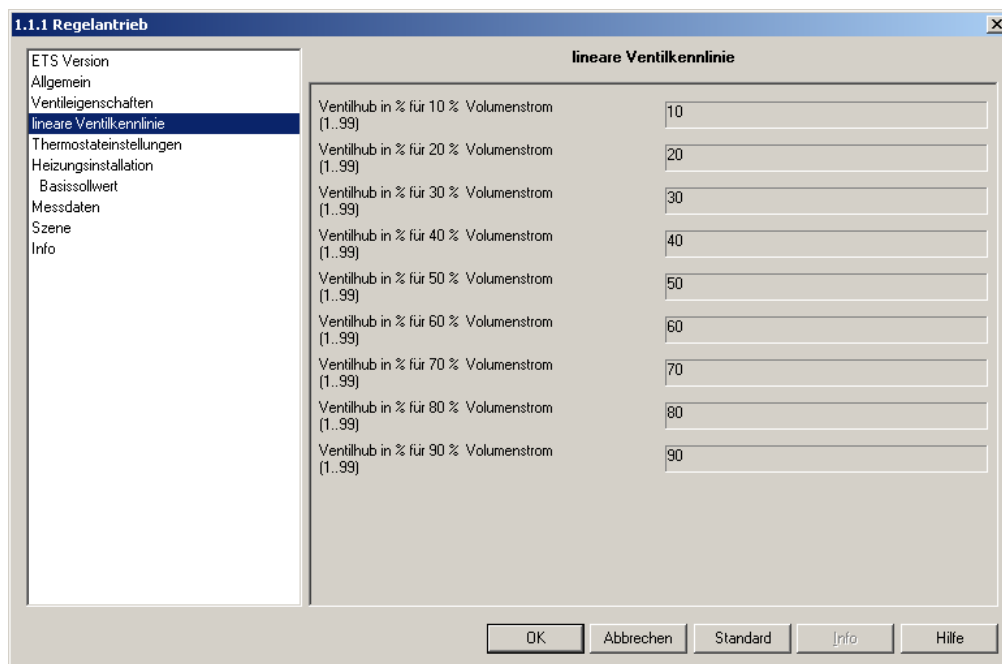 1.1.1 Regelantrieb
ETS Version
Allgemein
Ventileigenschaften
lineare Ventilkennlinie
Thermostateinstellungen
Heizungsinstallation
Basissollwert
Messdaten
Szene
Info
lineare Ventilkennlinie
Ventilhub in % für 10 % Volumenstrom
(1..99)
10
Ventilhub in % für 20 % Volumenstrom
(1..99)
20
Ventilhub in % für 30 % Volumenstrom
(1..99)
30
Ventilhub in % für 40 % Volumenstrom
(1..99)
40
Ventilhub in % für 50 % Volumenstrom
(1..99)
50
Ventilhub in % für 60 % Volumenstrom
(1..99)
60
Ventilhub in % für 70 % Volumenstrom
(1..99)
70
Ventilhub in % für 80 % Volumenstrom
(1..99)
80
Ventilhub in % für 90 % Volumenstrom
(1..99)
90
OK
Abbrechen
Standard
Info
Hilfe